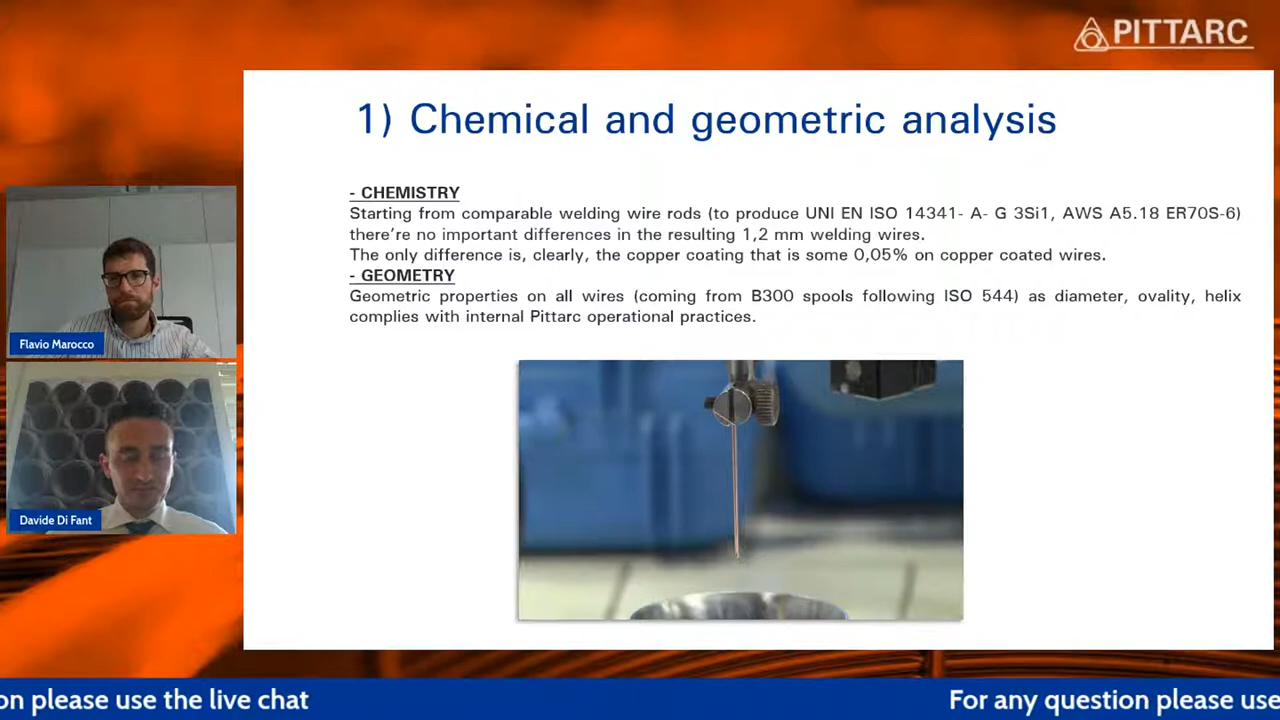 PITTARC
1) Chemical and geometric analysis
- CHEMISTRY
Starting from comparable welding wire rods (to produce UNI EN ISO 14341- A- G 3Si1, AWS A5.18 ER70S-6)
there're no important differences in the resulting 1,2 mm welding wires.
The only difference is, clearly, the copper coating that is some 0,05% on copper coated wires.
- GEOMETRY
Geometric properties on all wires (coming from B300 spools following ISO 544) as diameter, ovality, helix
complies with internal Pittarc operational practices.
Flavio Marocco
Davide Di Fant
on please use the live chat
For any question please use